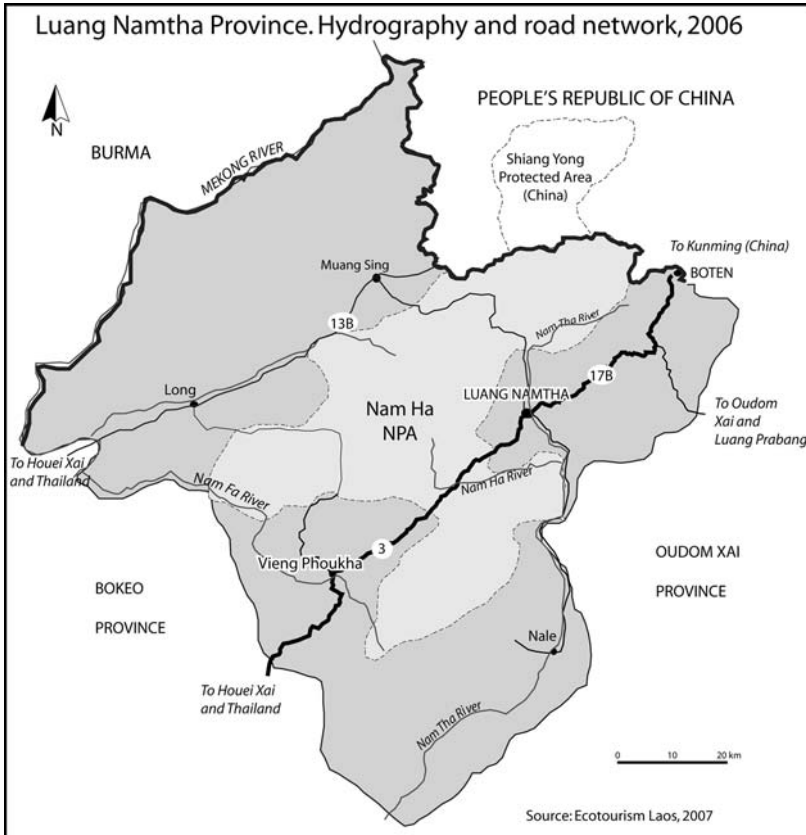 Luang Namtha Province. Hydrography and road network, 2006
N
PEOPLE'S REPUBLIC OF CHINA
BURMA
MEKONG RIVER
Shiang Yong
Protected Area
(China)
To Kunming (China)
BOTEN
Muang Sing
13B
Nam Tha River
17B
Long
LUANG NAMTHA
Nam Ha
NPA
To Oudom
Xai and
Luang Prabang
To Houei Xai
and Thailand
Nam Fa River
Nam Ha River
3
Vieng Phoukha
OUDOM XAI
PROVINCE
BOKEO
PROVINCE
Nale
To Houei Xai
and Thailand
Nam Tha River
0 10 20 km
Source: Ecotourism Laos, 2007